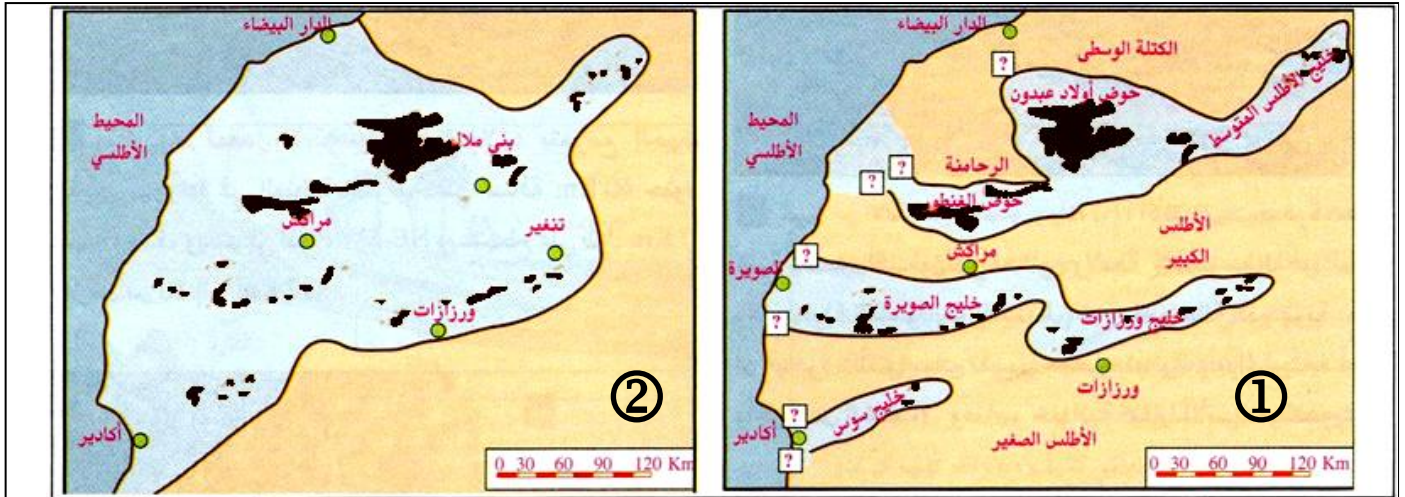 الدار البيضاء
الكتلة الوسطى
?
خليج الأطلس المتوسط
حوض أولاد عبدون
المحيط
الأطلسي
الرحامنة
?
?
حوض الغنطور
الأطلس
الكبير
مراكش
?
الصويرة
خليج الصويرة
?
خليج ورزازات
ورزازات
خليج سوس
?
أكادير
?
الأطلس الصغير
①
0 30 60 90 120 Km
الدار البيضاء
المحيط
الأطلسي
بني ملال
مراكش
تنغير
ورزازات
أكادير
②
0 30 60 90 120 Km